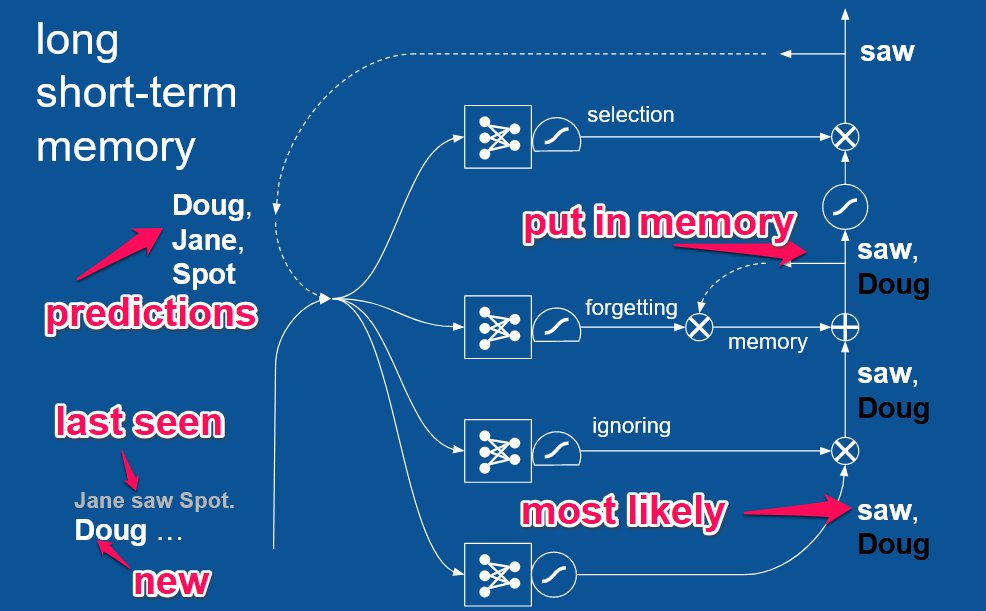 long
short-term
memory
saw
selection
Doug,
Jane,
Spot
put in memory
saw,
Doug
predictions
forgetting
memory
saw,
Doug
last seen
ignoring
Jane saw Spot.
Doug ...
most likely
saw,
Doug
new